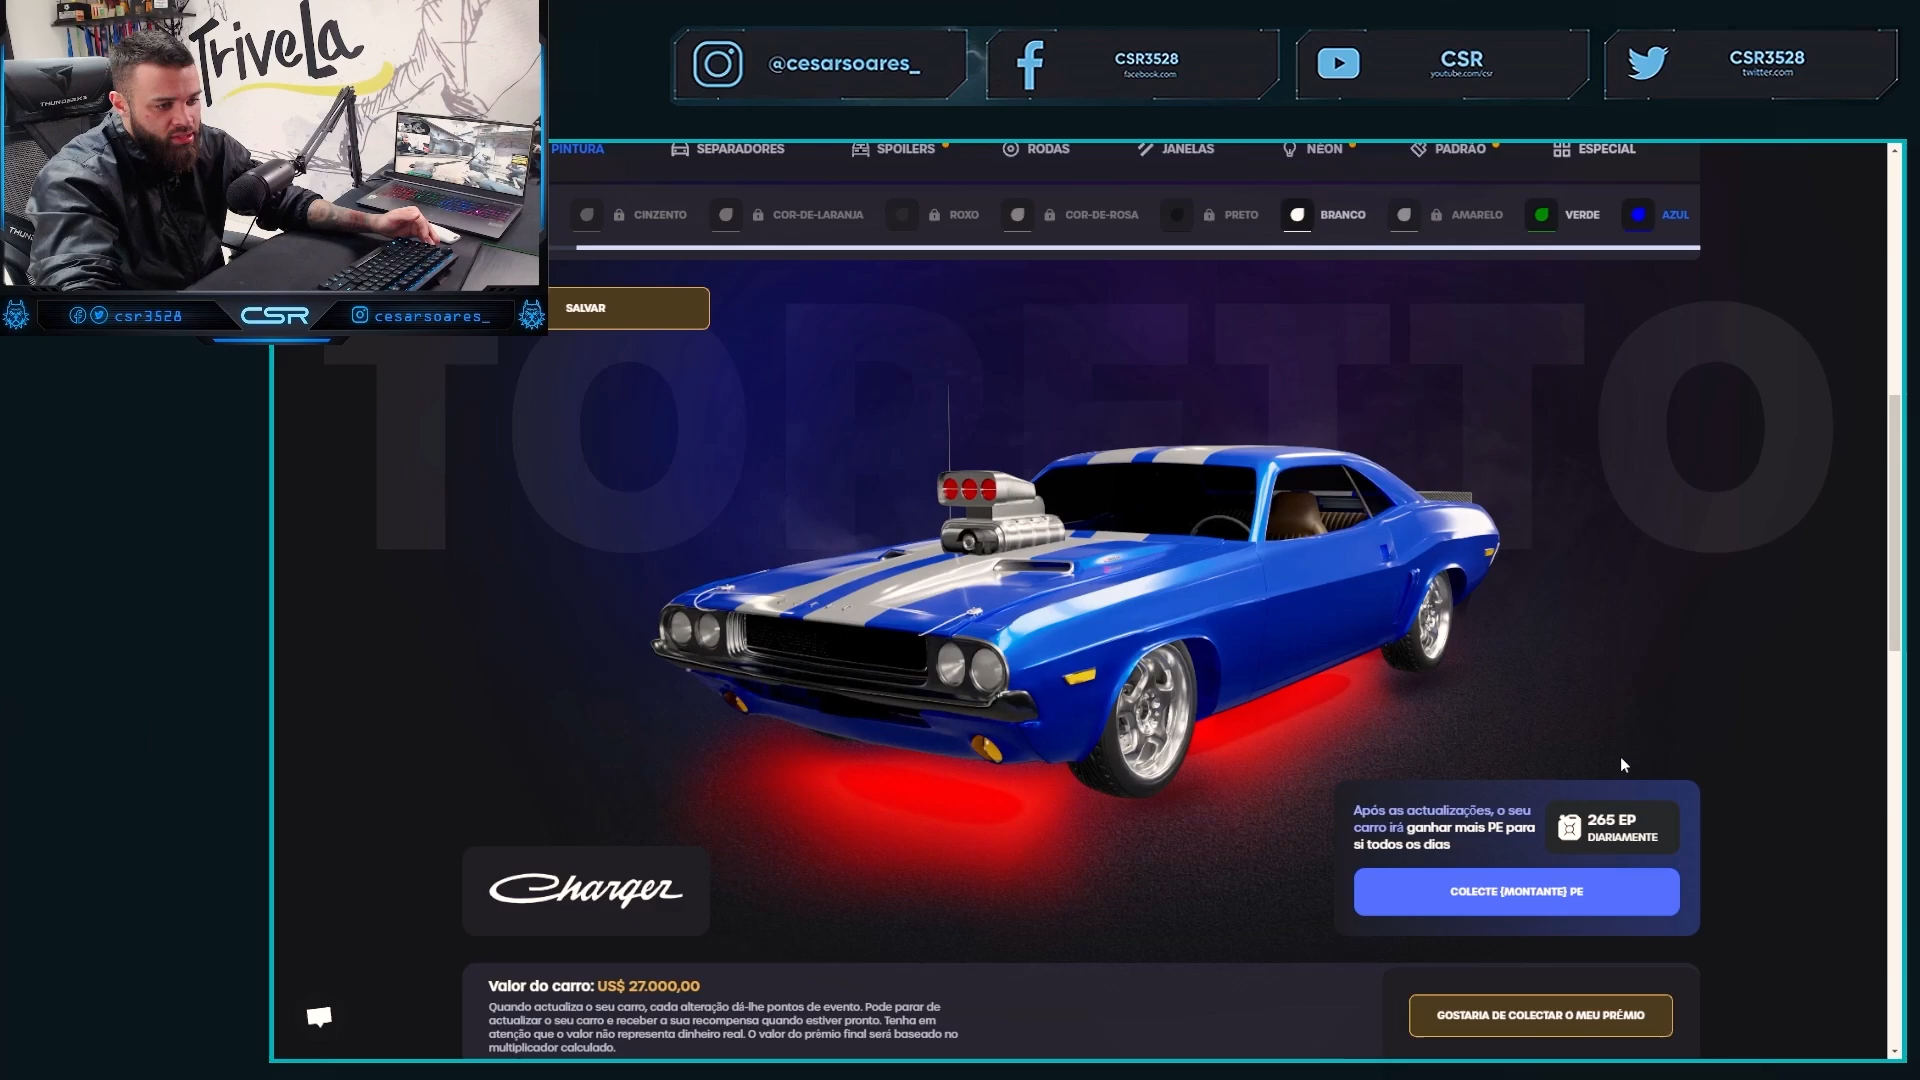 Trivela
THUNDERX3
@cesarsoares_
CSR3528
facebook.com
CSR
youtube.com/csr
CSR3528
twitter.com
PINTURA
SEPARADORES
SPOILERS
RODAS
JANELAS
NÉON
PADRÃO
ESPECIAL
CINZENTO
COR-DE-LARANJA
ROXO
COR-DE-ROSA
PRETO
BRANCO
AMARELO
VERDE
AZUL
SALVAR
csr3528
CSR
cesarsoares_
TORETTO
Após as actualizações, o seu
carro irá ganhar mais PE para
si todos os dias
265 EP
DIARIAMENTE
COLECTE {MONTANTE} PE
Charger
Valor do carro: US$ 27.000,00
Quando actualiza o seu carro, cada alteração dá-lhe pontos de evento. Pode parar de
actualizar o seu carro e receber a sua recompensa quando estiver pronto. Tenha em
atenção que o valor não representa dinheiro real. O valor do prémio final será baseado no
multiplicador calculado.
GOSTARIA DE COLECTAR O MEU PRÉMIO